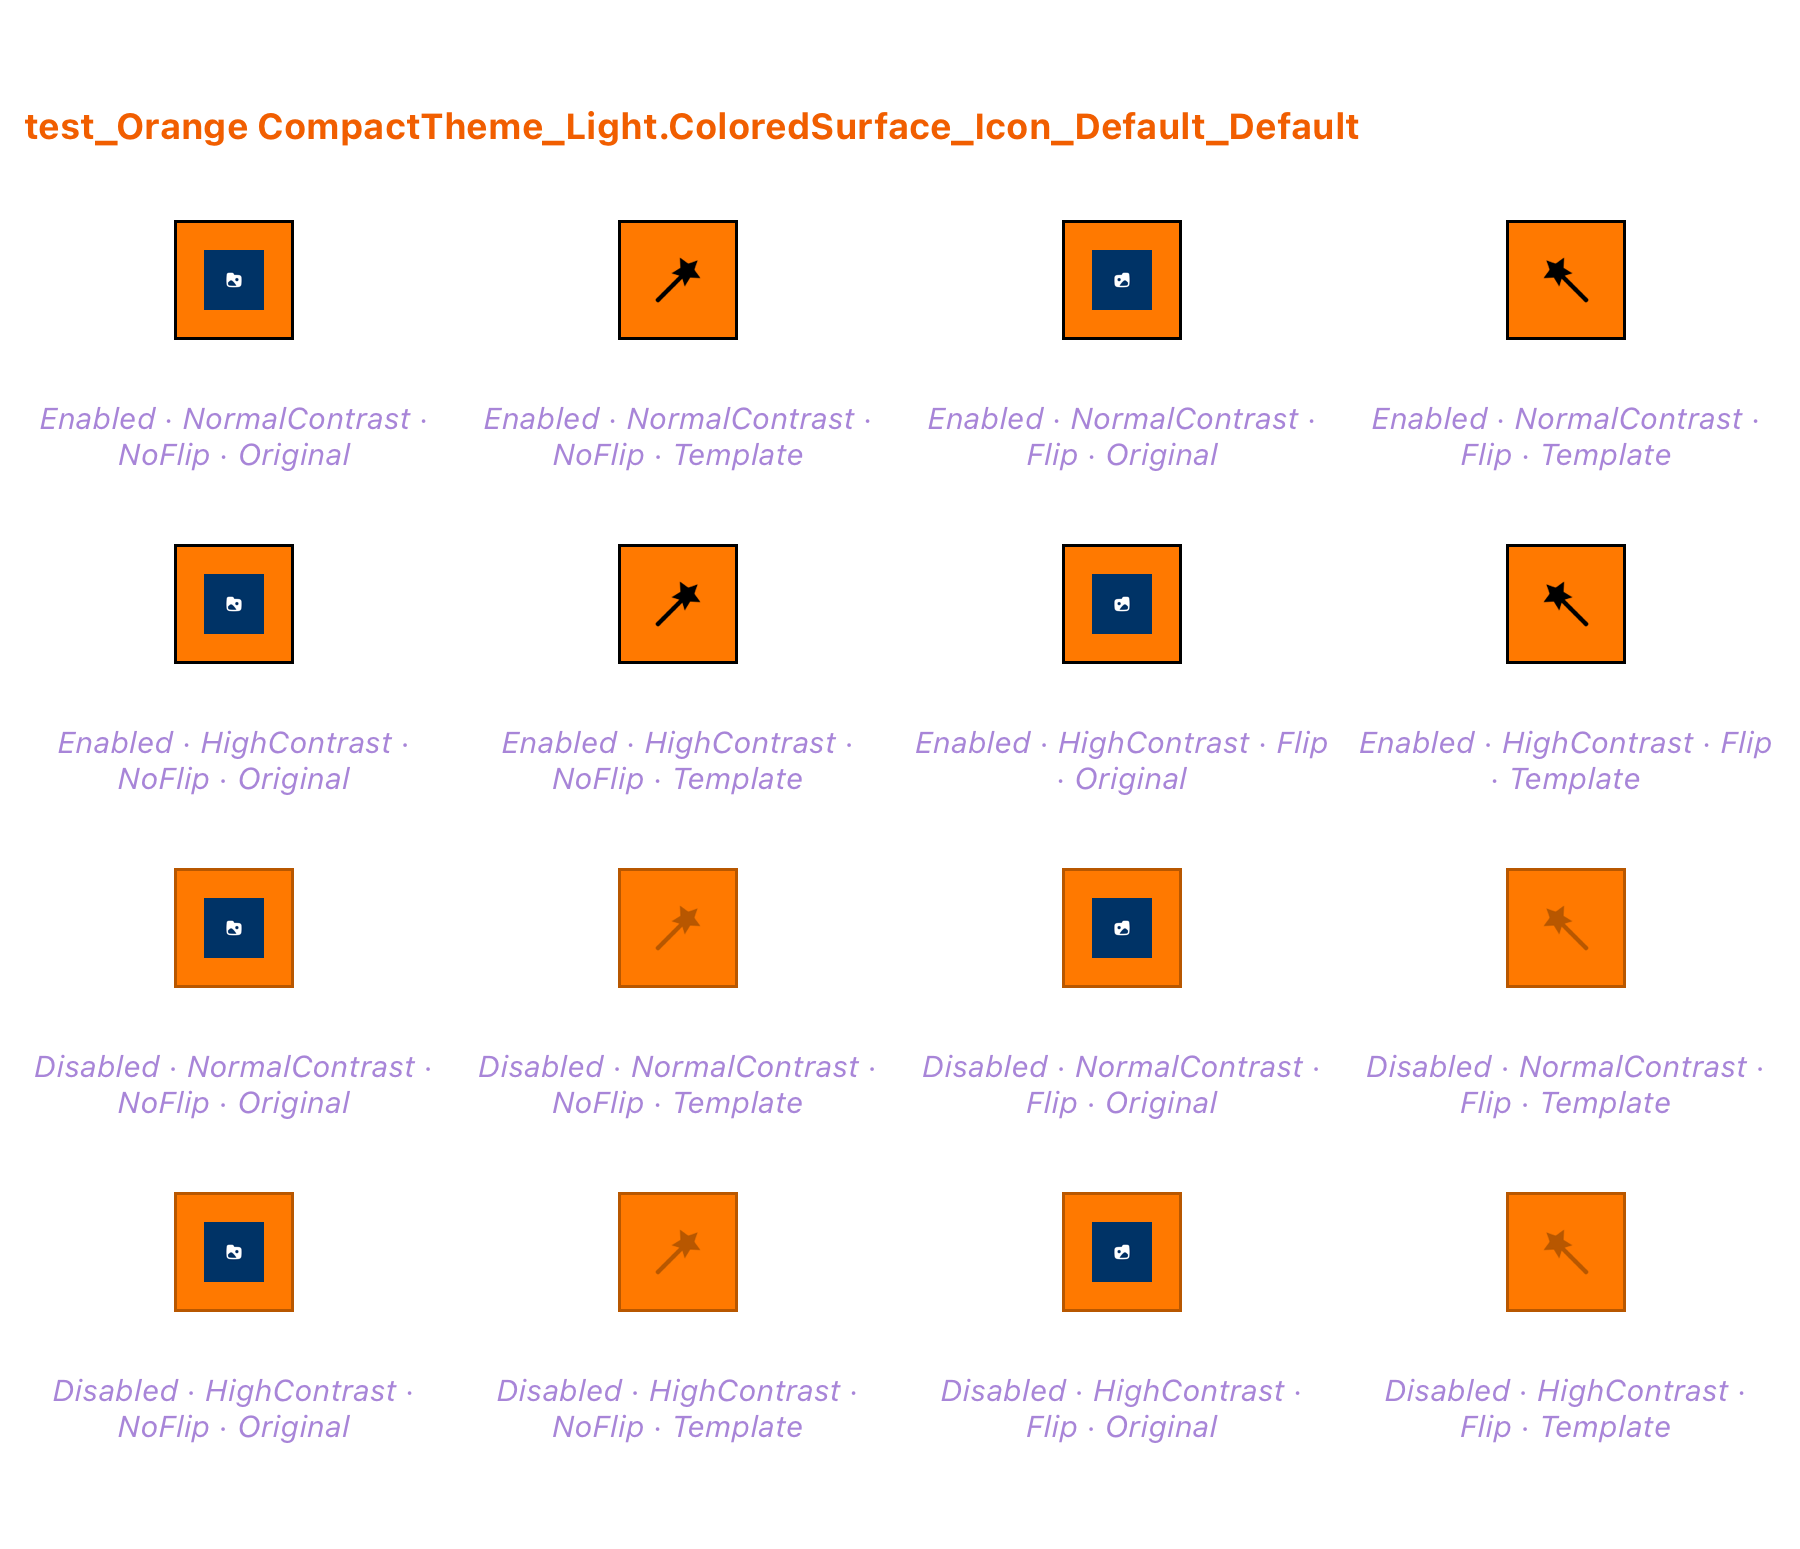 test_Orange CompactTheme_Light.ColoredSurface_Icon_Default_Default
Enabled · NormalContrast ·
NoFlip · Original
Enabled · NormalContrast ·
NoFlip · Template
Enabled · NormalContrast ·
Flip · Original
Enabled · NormalContrast ·
Flip · Template
Enabled · HighContrast ·
NoFlip · Original
Enabled · HighContrast ·
NoFlip · Template
Enabled · HighContrast · Flip
· Original
Enabled · HighContrast · Flip
· Template
Disabled · NormalContrast ·
NoFlip · Original
Disabled · NormalContrast ·
NoFlip · Template
Disabled · NormalContrast ·
Flip · Original
Disabled · NormalContrast ·
Flip · Template
Disabled · HighContrast ·
NoFlip · Original
Disabled · HighContrast ·
NoFlip · Template
Disabled · HighContrast ·
Flip · Original
Disabled · HighContrast ·
Flip · Template